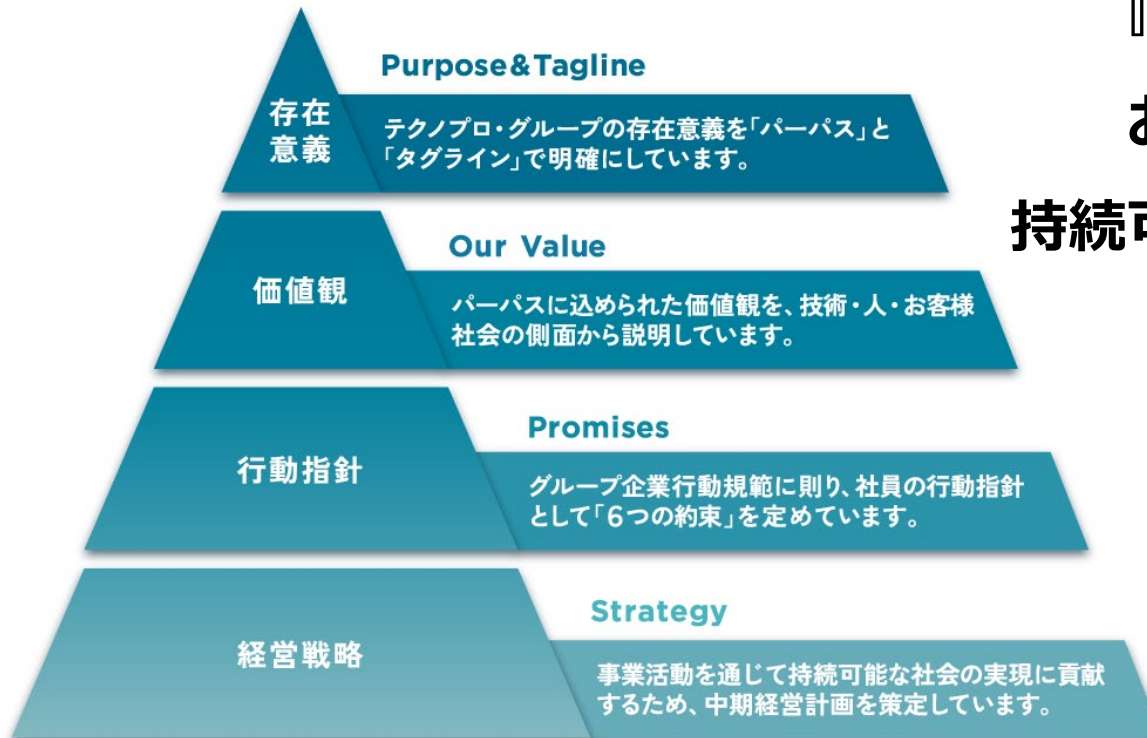 Purpose&Tagline
存在
意義
テクノプロ・グループの存在意義を「パーパス」と
「タグライン」で明確にしています。
お
持続可
Our Value
価値観
パーパスに込められた価値観を、技術・人・お客様
社会の側面から説明しています。
Promises
行動指針
グループ企業行動規範に則り、社員の行動指針
として「6つの約束」を定めています。
Strategy
経営戦略
事業活動を通じて持続可能な社会の実現に貢献
するため、中期経営計画を策定しています。